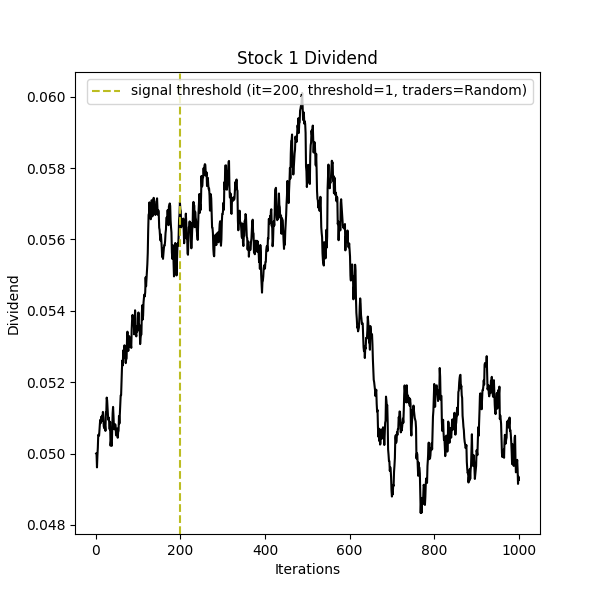 Stock 1 Dividend
signal threshold (it=200, threshold=1, traders=Random)
0.060
0.058
0.056
0.054
0.052
0.050
0.048
Dividend
0 200 400 600 800 1000
Iterations